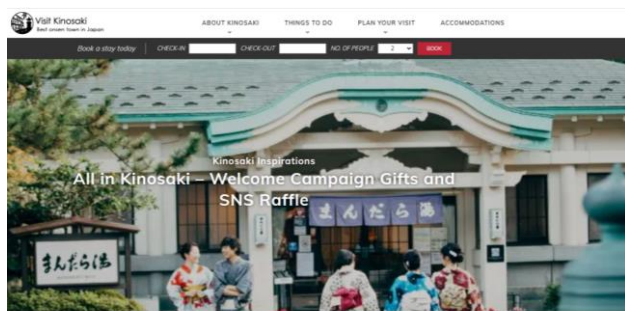 Visit Kinosaki
Best onsen town in Japan
ABOUT KINOSAKI THINGS TO DO PLAN YOUR VISIT ACCOMMODATIONS
Book a stay today CHECK-IN CHECK-OUT NO. OF PEOPLE 2 BOOK
Kinosaki Inspirations
All in Kinosaki – Welcome Campaign Gifts and
SNS Raffle
まんだら湯
まんだら湯